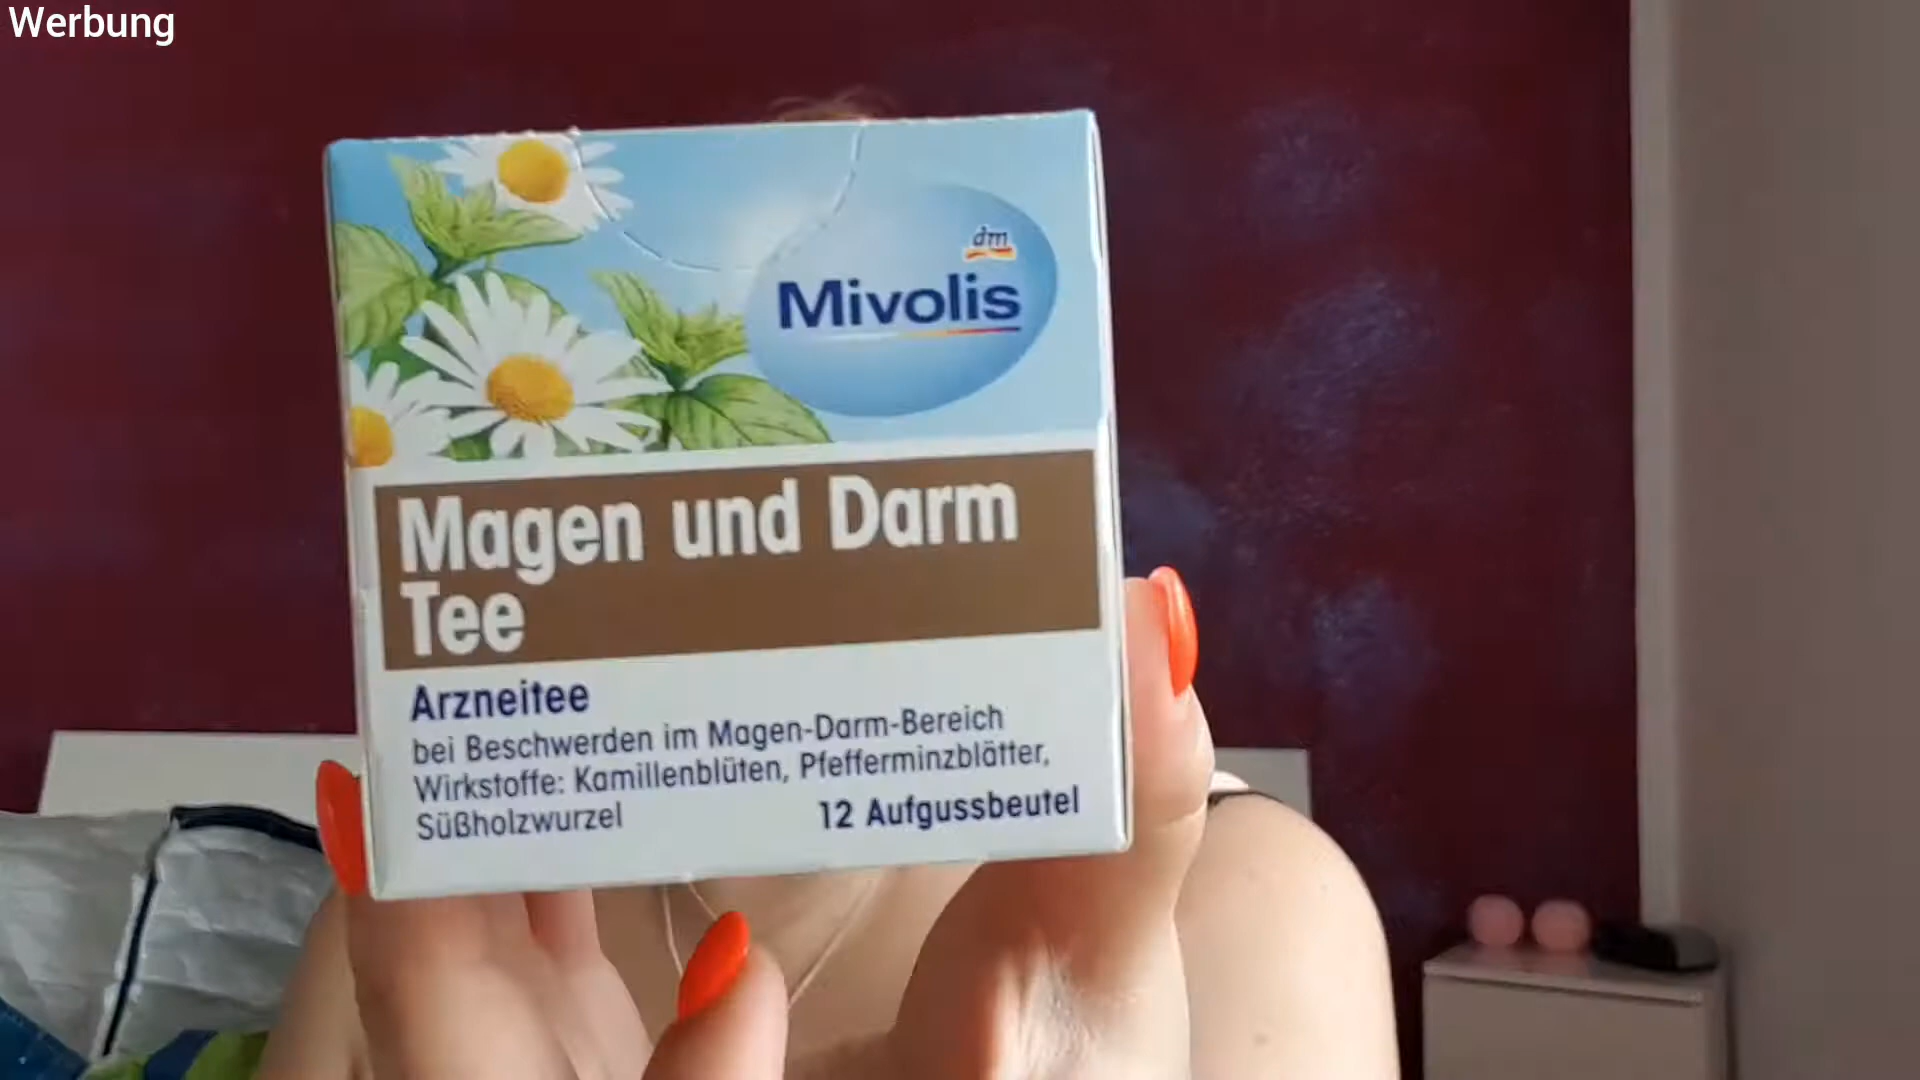 Werbung
dm
Mivolis
Magen und Darm
Tee
Arzneitee
bei Beschwerden im Magen-Darm-Bereich
Wirkstoffe: Kamillenblüten, Pfefferminzblätter,
Süßholzwurzel
12 Aufgussbeutel